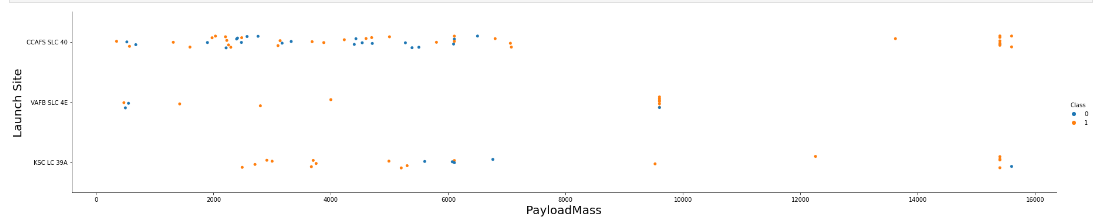 CCAFS SLC 40
VAFB SLC 4E
KSC LC 39A
Launch Site
0 2000 4000 6000 8000 10000 12000 14000 16000
PayloadMass
Class
0
1